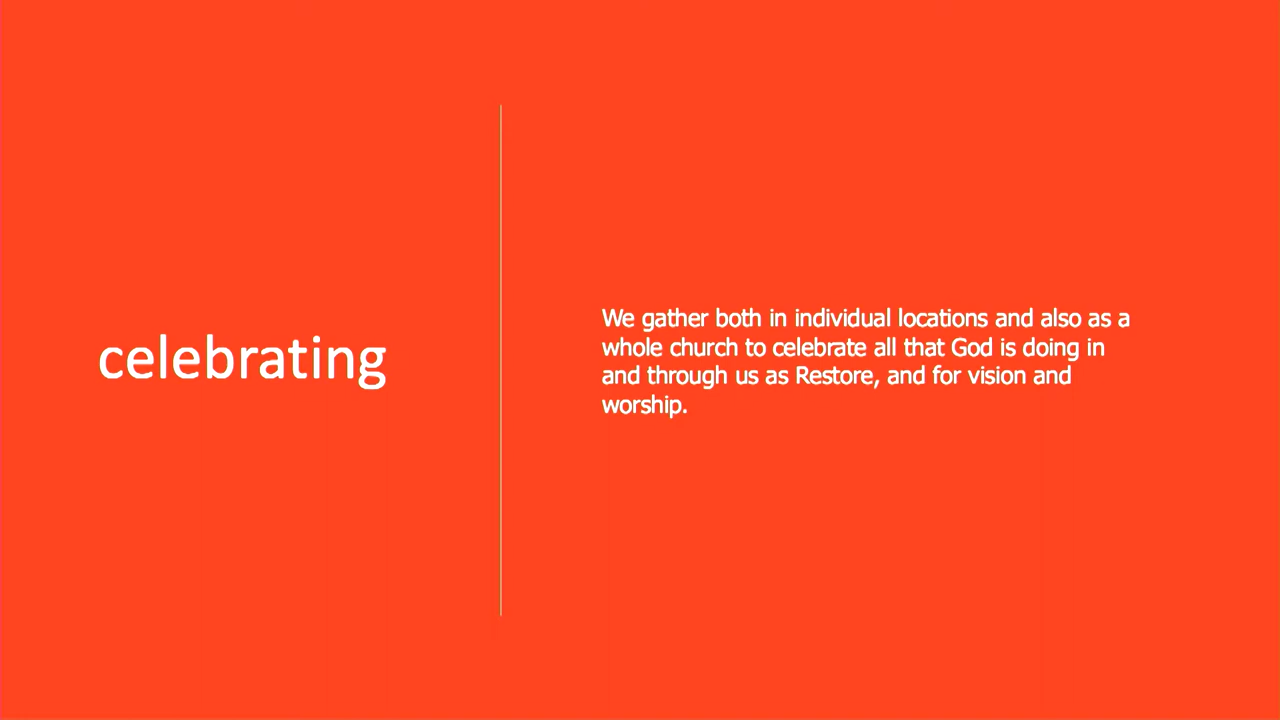 celebrating
We gather both in individual locations and also as a
whole church to celebrate all that God is doing in
and through us as Restore, and for vision and
worship.